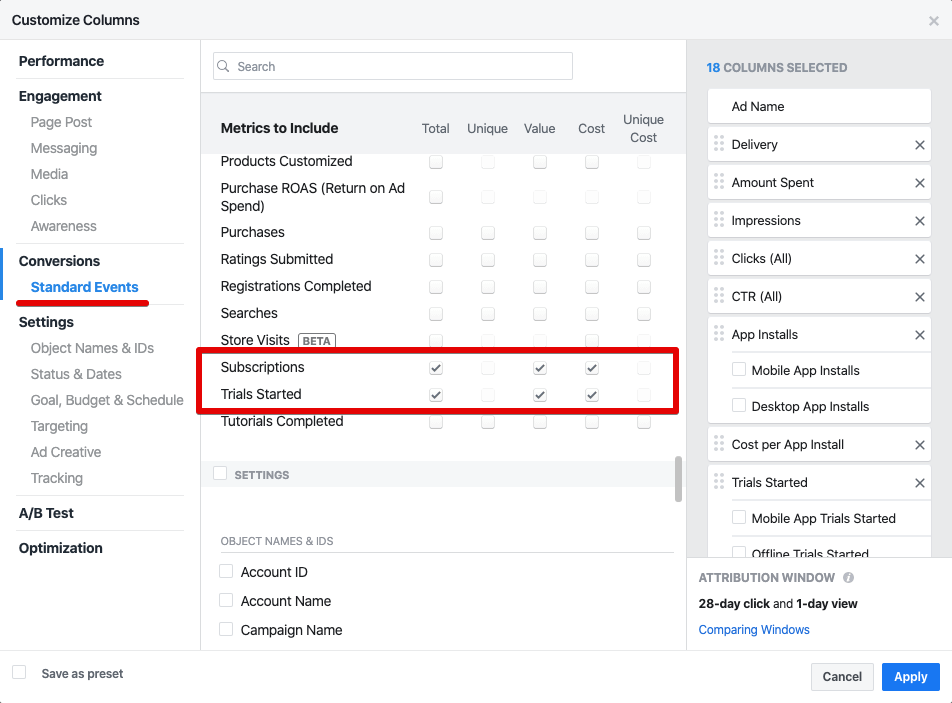 Customize Columns
Performance
Engagement
Page Post
Messaging
Media
Clicks
Awareness
Conversions
Standard Events
Settings
Object Names & IDs
Status & Dates
Goal, Budget & Schedule
Targeting
Ad Creative
Tracking
A/B Test
Optimization
Search
Metrics to Include Total Unique Value Cost Unique
Cost
Products Customized
Purchase ROAS (Return on Ad
Spend)
Purchases
Ratings Submitted
Registrations Completed
Searches
Store Visits BETA
Subscriptions
Trials Started
Tutorials Completed
SETTINGS
OBJECT NAMES & IDS
Account ID
Account Name
Campaign Name
18 COLUMNS SELECTED
Ad Name
Delivery
Amount Spent
Impressions
Clicks (All)
CTR (All)
App Installs
Mobile App Installs
Desktop App Installs
Cost per App Install
Trials Started
Mobile App Trials Started
Offline Trials Started
ATTRIBUTION WINDOW
28-day click and 1-day view
Comparing Windows
Save as preset
Cancel Apply